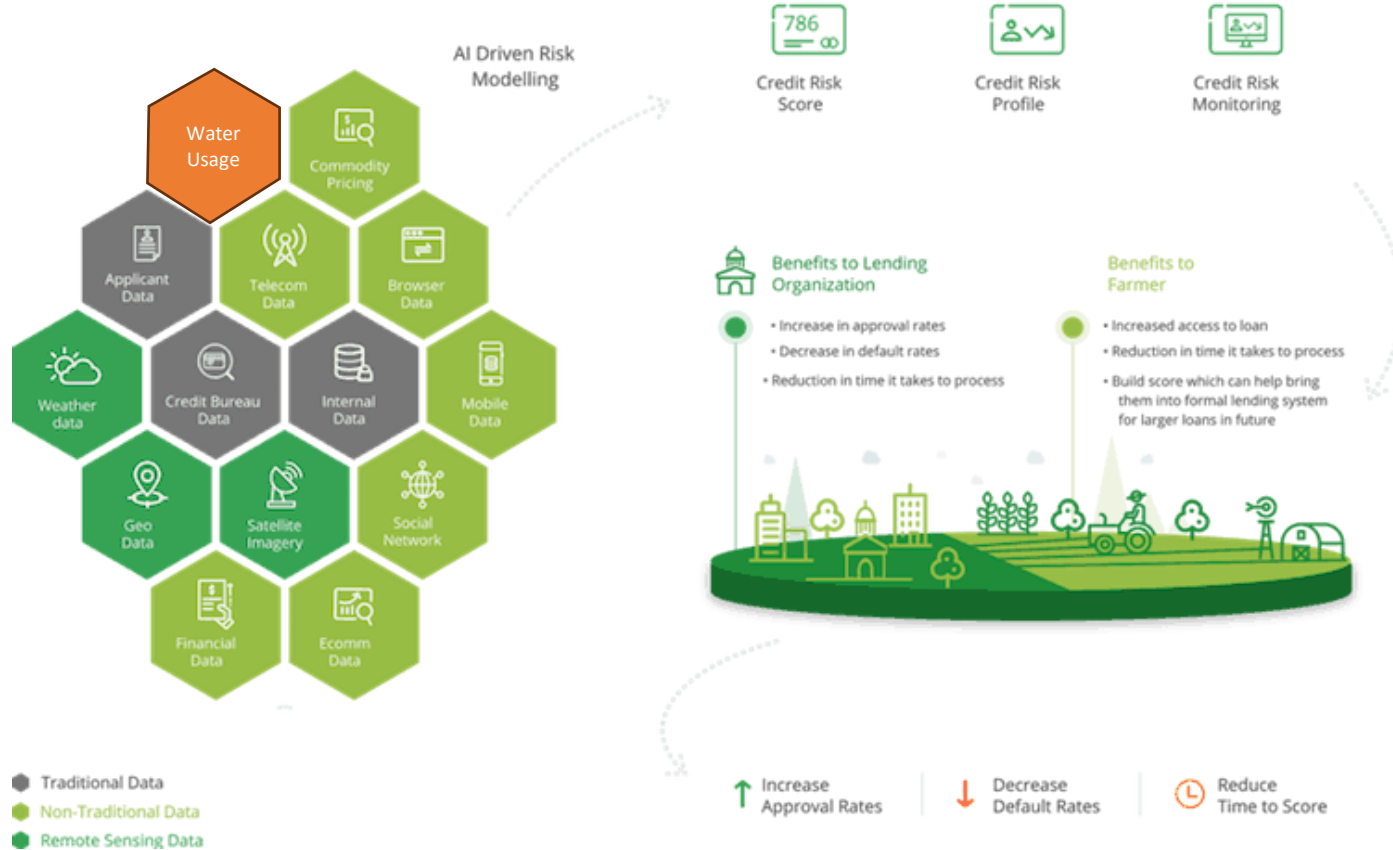 AI Driven Risk
Modelling
Water
Usage
Commodity
Pricing
Applicant
Data
Telecom
Data
Browser
Data
Weather
data
Credit Bureau
Data
Internal
Data
Mobile
Data
Geo
Data
Satellite
Imagery
Social
Network
Financial
Data
Ecomm
Data
Traditional Data
Non-Traditional Data
Remote Sensing Data
786
Credit Risk
Score
Credit Risk
Profile
Credit Risk
Monitoring
Benefits to Lending
Organization
• Increase in approval rates
• Decrease in default rates
• Reduction in time it takes to process
Benefits to
Farmer
• Increased access to loan
• Reduction in time it takes to process
• Build score which can help bring
them into formal lending system
for larger loans in future
Increase
Approval Rates
Decrease
Default Rates
Reduce
Time to Score